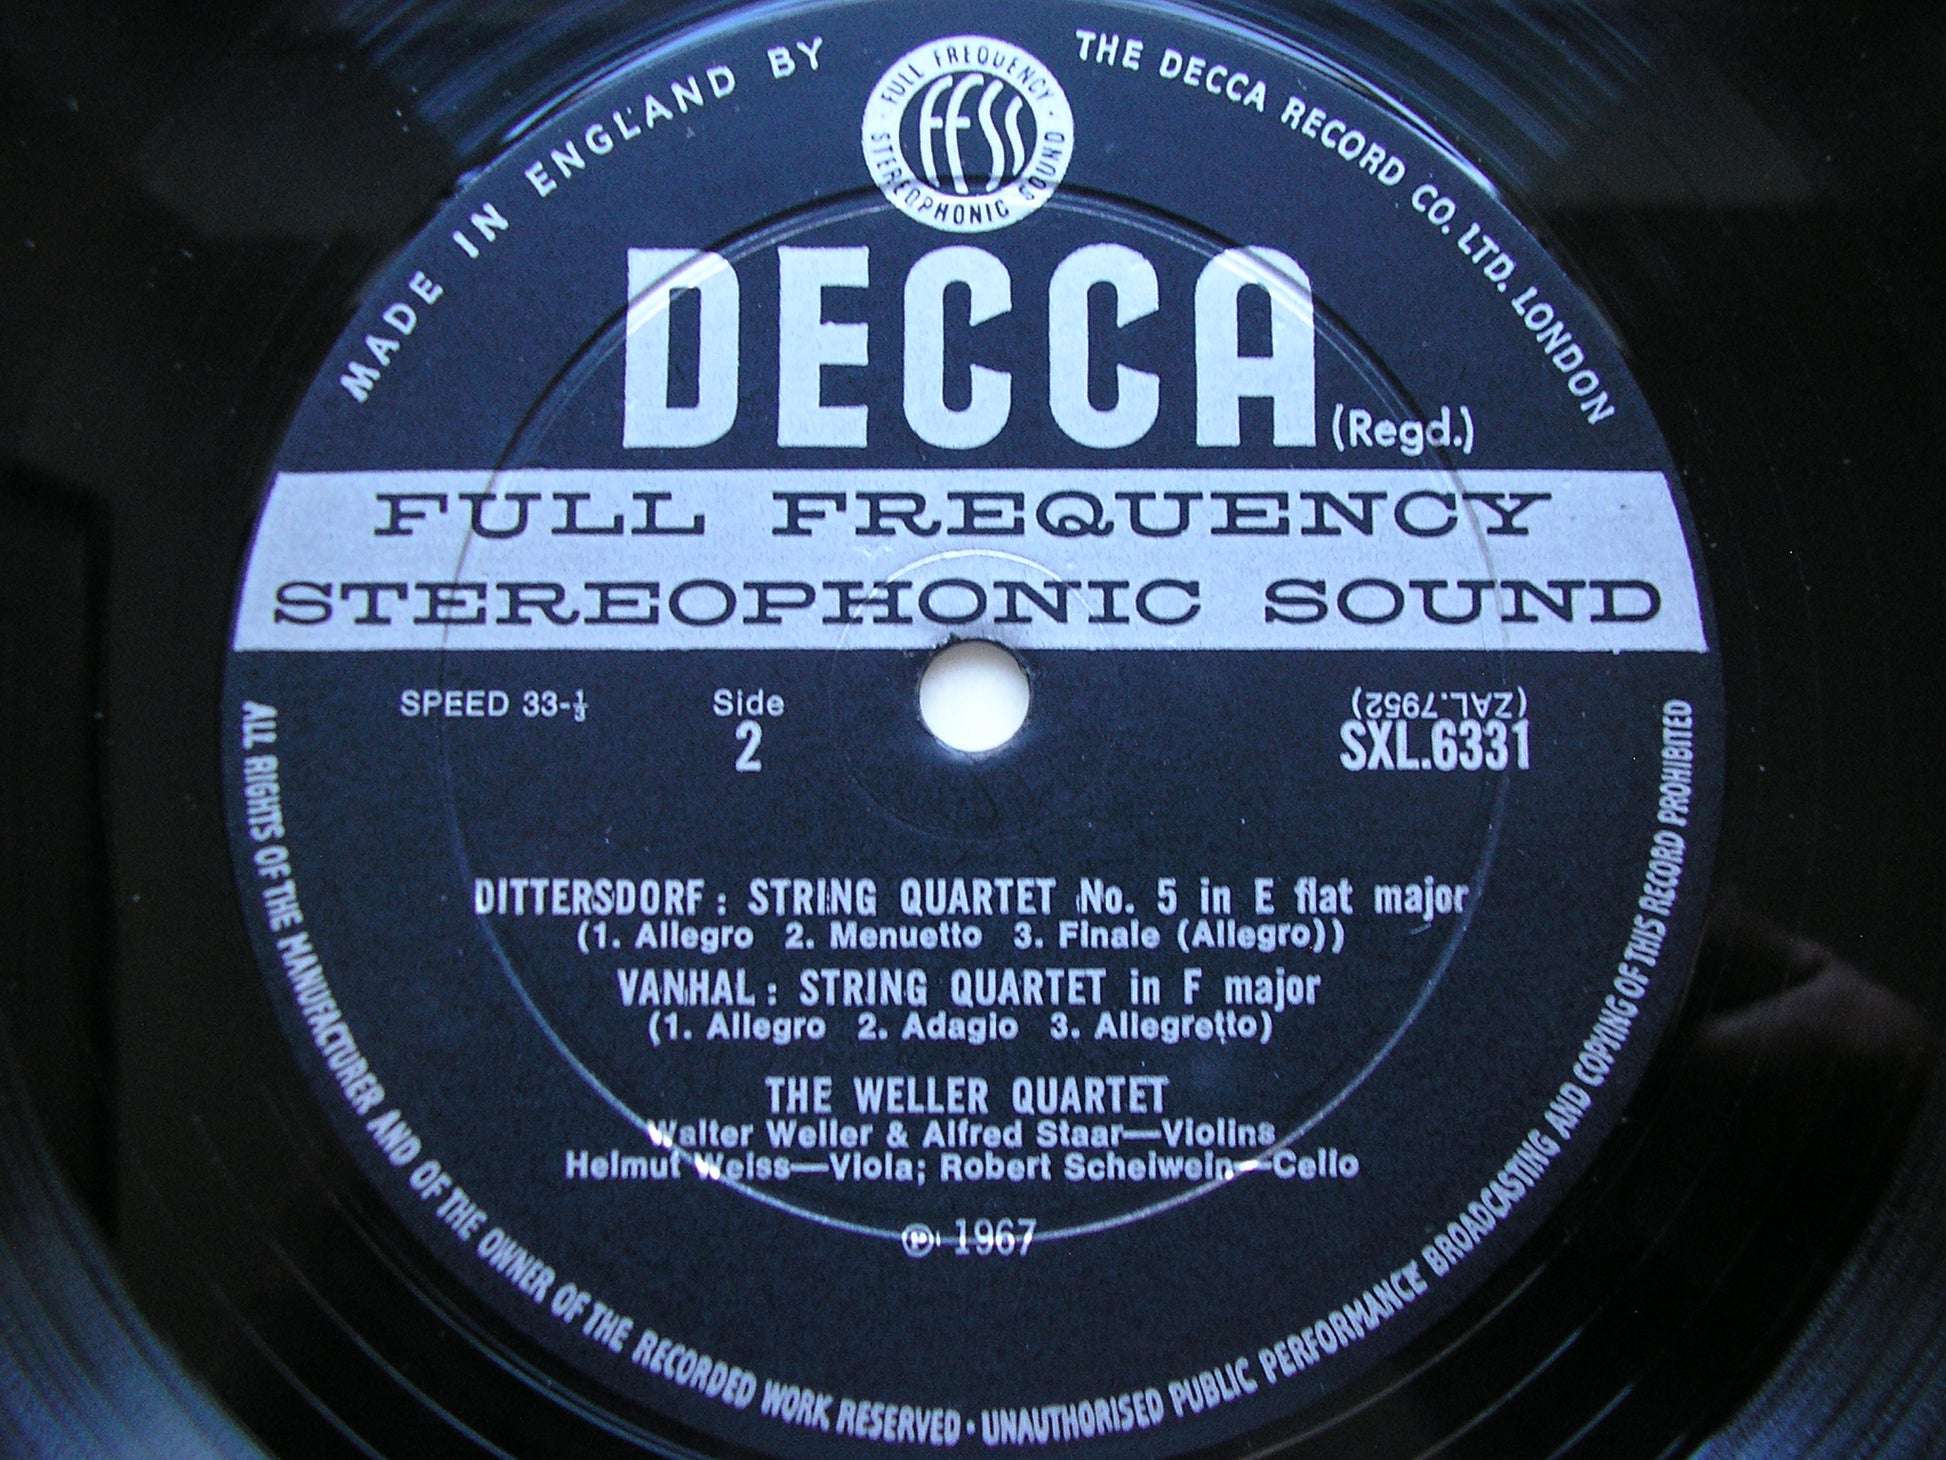 MADE IN ENGLAND BY
THE DECCA RECORD CO. LTD. LONDON
FULL FREQUENCY
STEREOPHONIC SOUND
FFSS
DECCA (Regd.)
FULL FREQUENCY
STEREOPHONIC SOUND
SPEED 33-⅓
Side
2
(ZAL.7952)
SXL.6331
DITTERSDORF : STRING QUARTET No. 5 in E flat major
(1. Allegro 2. Menuetto 3. Finale (Allegro))
VANHAL : STRING QUARTET in F major
(1. Allegro 2. Adagio 3. Allegretto)
THE WELLER QUARTET
Walter Weller & Alfred Staar—Violins
Helmut Weiss—Viola; Robert Scheiwein—Cello
℗ 1967
ALL RIGHTS OF THE MANUFACTURER AND OF THE OWNER OF THE RECORDED WORK RESERVED · UNAUTHORISED PUBLIC PERFORMANCE BROADCASTING AND COPYING OF THIS RECORD PROHIBITED